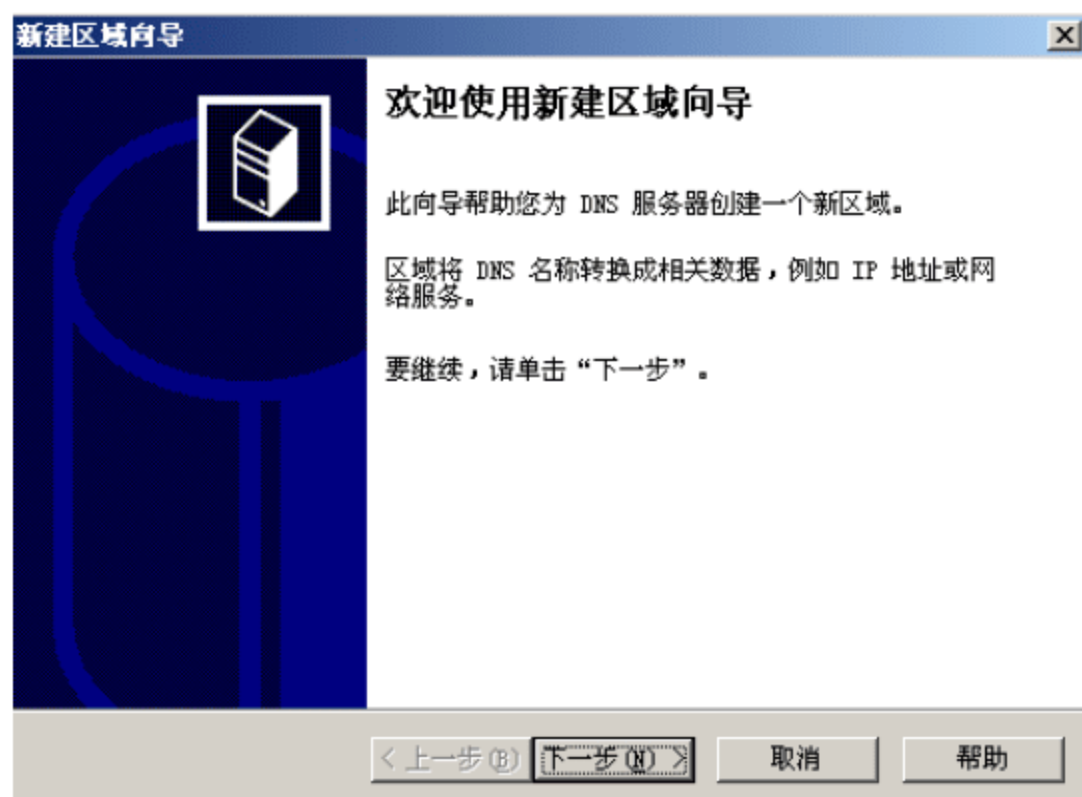 新建区域向导
欢迎使用新建区域向导
此向导帮助您为 DNS 服务器创建一个新区域。
区域将 DNS 名称转换成相关数据，例如 IP 地址或网
络服务。
要继续，请单击“下一步”。
< 上一步(B) 下一步(N) > 取消 帮助